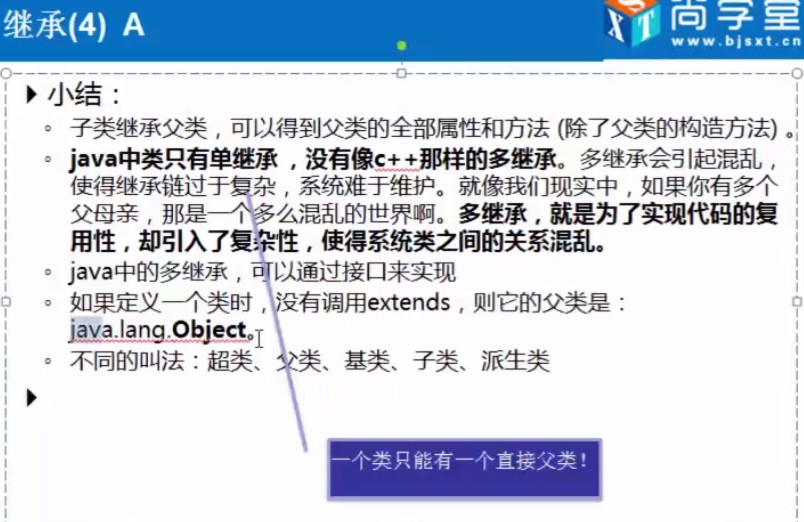 继承(4) A
SXT
尚学堂
www.bjsxt.cn
小结：
子类继承父类，可以得到父类的全部属性和方法 (除了父类的构造方法) 。
java中类只有单继承 ，没有像c++那样的多继承。多继承会引起混乱，
使得继承链过于复杂，系统难于维护。就像我们现实中，如果你有多个
父母亲，那是一个多么混乱的世界啊。多继承，就是为了实现代码的复
用性，却引入了复杂性，使得系统类之间的关系混乱。
java中的多继承，可以通过接口来实现
如果定义一个类时，没有调用extends，则它的父类是：
java.lang.Object。
不同的叫法：超类、父类、基类、子类、派生类
一个类只能有一个直接父类！